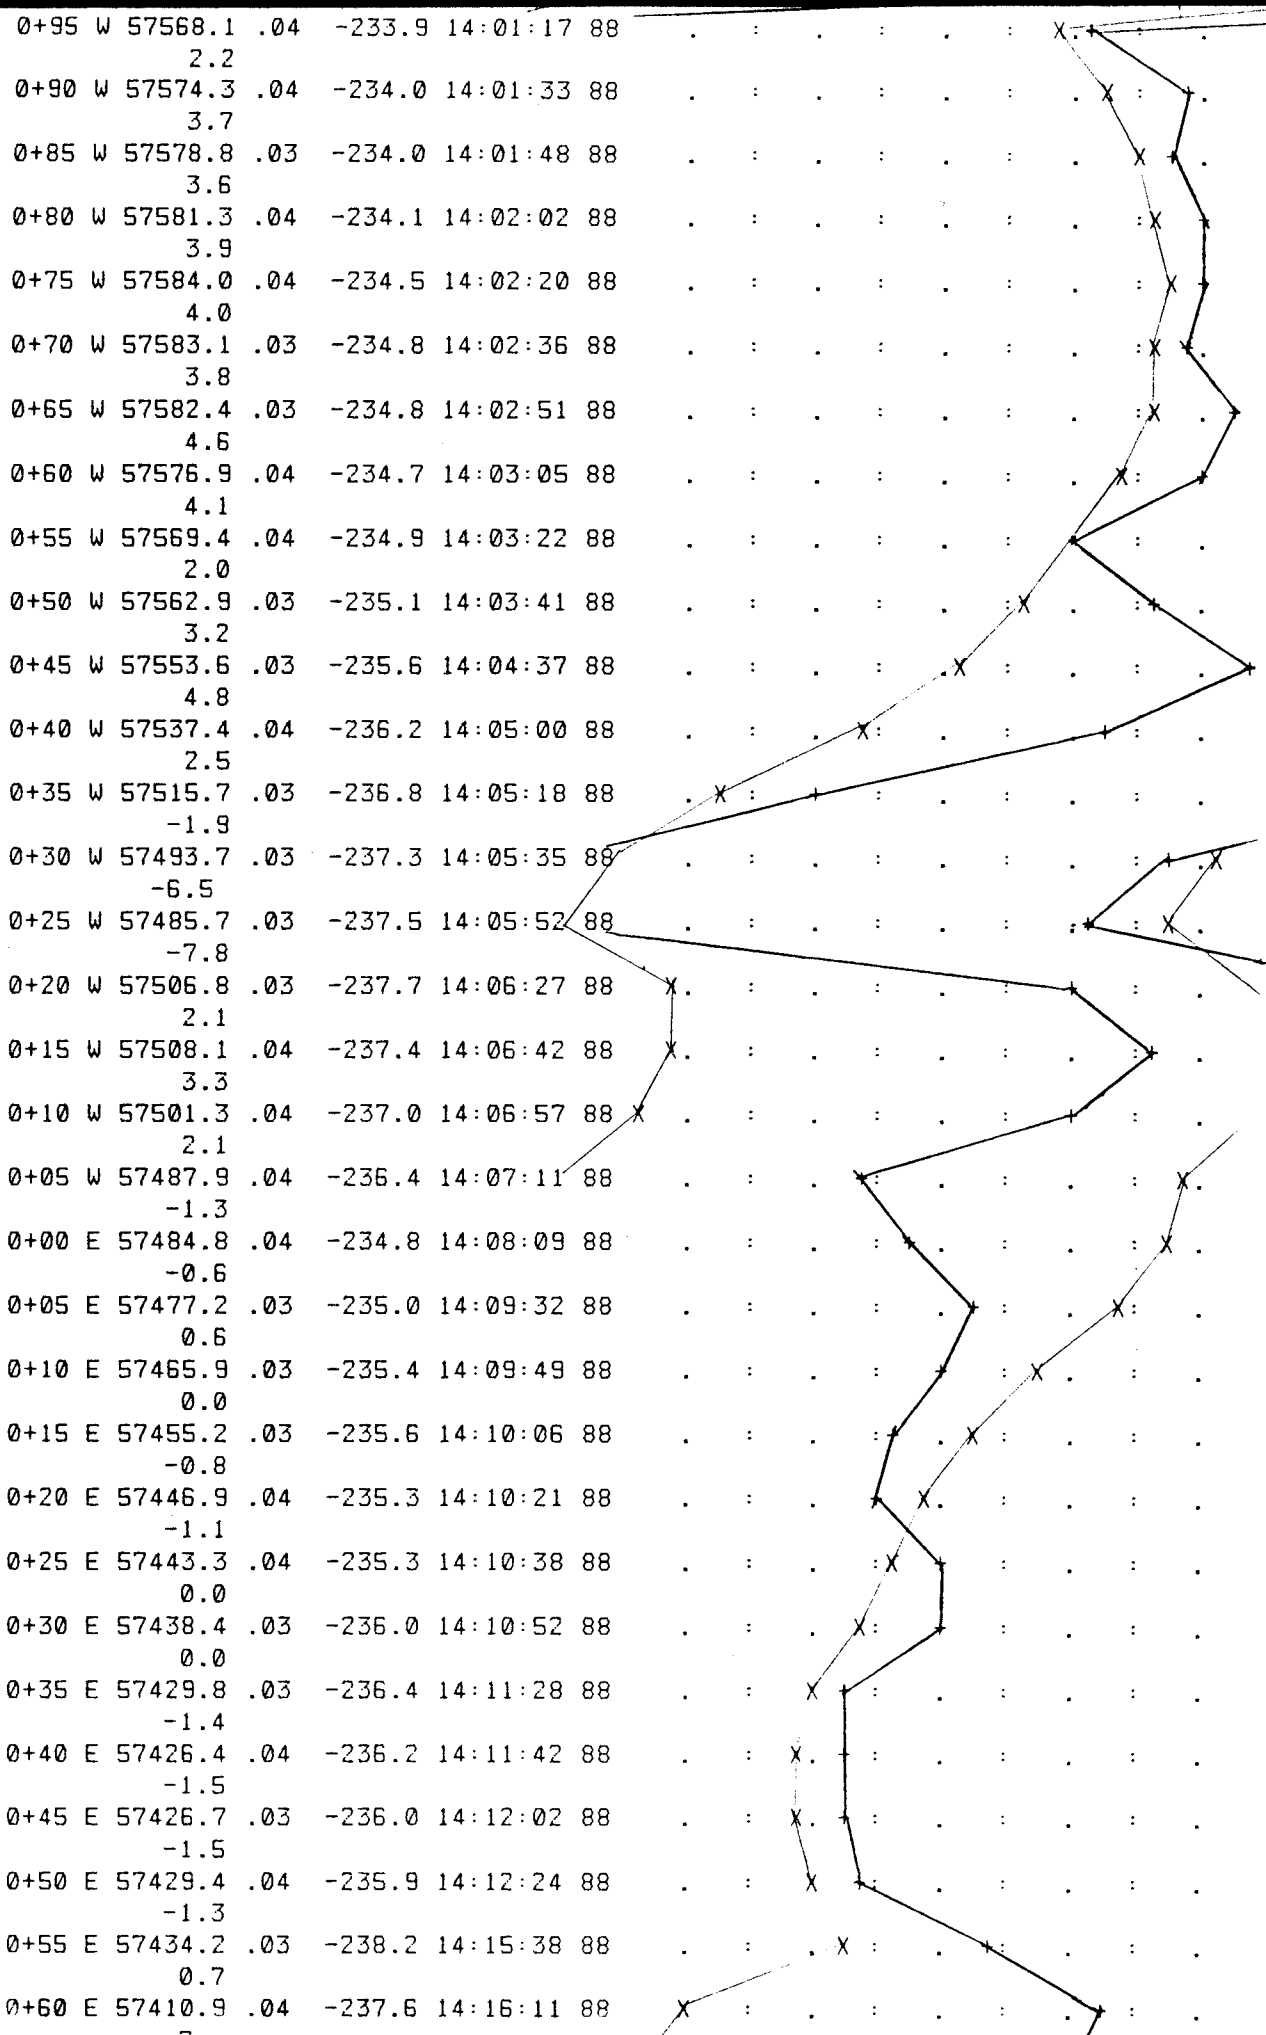 0+95 W 57568.1 .04 -233.9 14:01:17 88
2.2
0+90 W 57574.3 .04 -234.0 14:01:33 88
3.7
0+85 W 57578.8 .03 -234.0 14:01:48 88
3.6
0+80 W 57581.3 .04 -234.1 14:02:02 88
3.9
0+75 W 57584.0 .04 -234.5 14:02:20 88
4.0
0+70 W 57583.1 .03 -234.8 14:02:36 88
3.8
0+65 W 57582.4 .03 -234.8 14:02:51 88
4.6
0+60 W 57576.9 .04 -234.7 14:03:05 88
4.1
0+55 W 57569.4 .04 -234.9 14:03:22 88
2.0
0+50 W 57562.9 .03 -235.1 14:03:41 88
3.2
0+45 W 57553.6 .03 -235.6 14:04:37 88
4.8
0+40 W 57537.4 .04 -236.2 14:05:00 88
2.5
0+35 W 57515.7 .03 -236.8 14:05:18 88
-1.9
0+30 W 57493.7 .03 -237.3 14:05:35 88
-6.5
0+25 W 57485.7 .03 -237.5 14:05:52 88
-7.8
0+20 W 57506.8 .03 -237.7 14:06:27 88
2.1
0+15 W 57508.1 .04 -237.4 14:06:42 88
3.3
0+10 W 57501.3 .04 -237.0 14:06:57 88
2.1
0+05 W 57487.9 .04 -236.4 14:07:11 88
-1.3
0+00 E 57484.8 .04 -234.8 14:08:09 88
-0.6
0+05 E 57477.2 .03 -235.0 14:09:32 88
0.6
0+10 E 57465.9 .03 -235.4 14:09:49 88
0.0
0+15 E 57455.2 .03 -235.6 14:10:06 88
-0.8
0+20 E 57446.9 .04 -235.3 14:10:21 88
-1.1
0+25 E 57443.3 .04 -235.3 14:10:38 88
0.0
0+30 E 57438.4 .03 -236.0 14:10:52 88
0.0
0+35 E 57429.8 .03 -236.4 14:11:28 88
-1.4
0+40 E 57426.4 .04 -236.2 14:11:42 88
-1.5
0+45 E 57426.7 .03 -236.0 14:12:02 88
-1.5
0+50 E 57429.4 .04 -235.9 14:12:24 88
-1.3
0+55 E 57434.2 .03 -238.2 14:15:38 88
0.7
0+60 E 57410.9 .04 -237.6 14:16:11 88